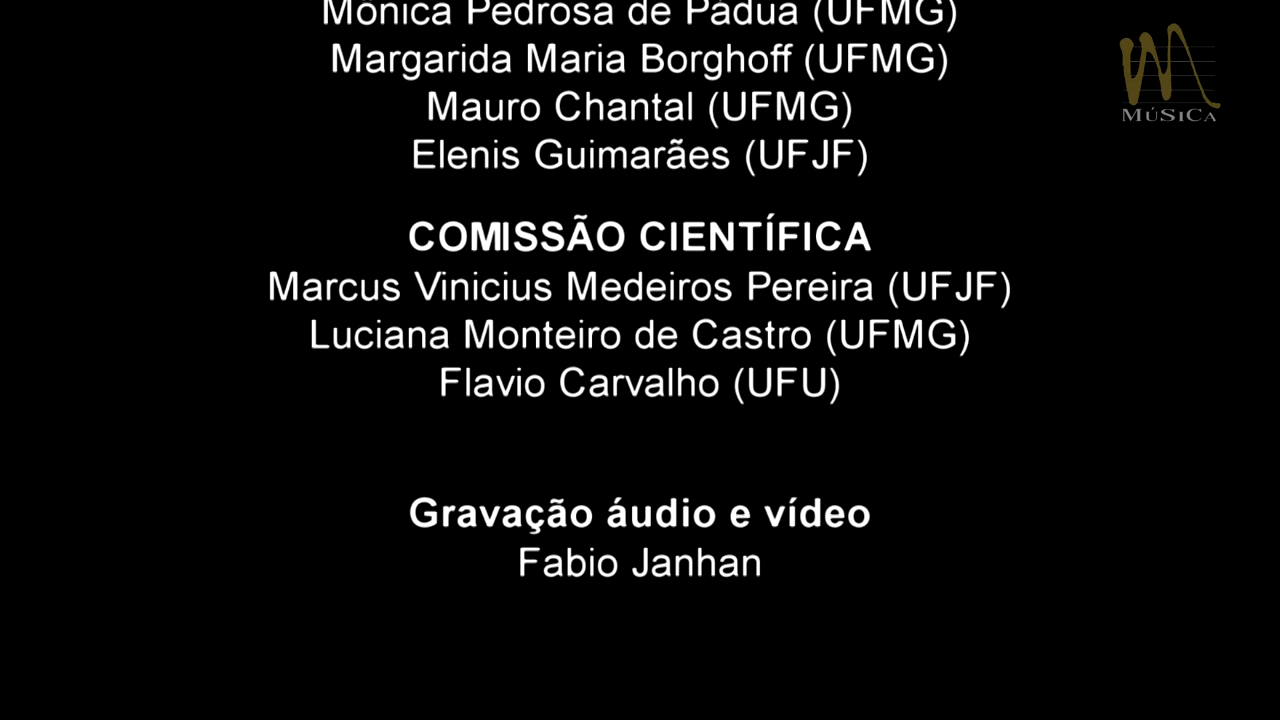 Mônica Pedrosa de Pádua (UFMG)
Margarida Maria Borghoff (UFMG)
Mauro Chantal (UFMG)
Elenis Guimarães (UFJF)
COMISSÃO CIENTÍFICA
Marcus Vinicius Medeiros Pereira (UFJF)
Luciana Monteiro de Castro (UFMG)
Flavio Carvalho (UFU)
Gravação áudio e vídeo
Fabio Janhan
MÚSiCA